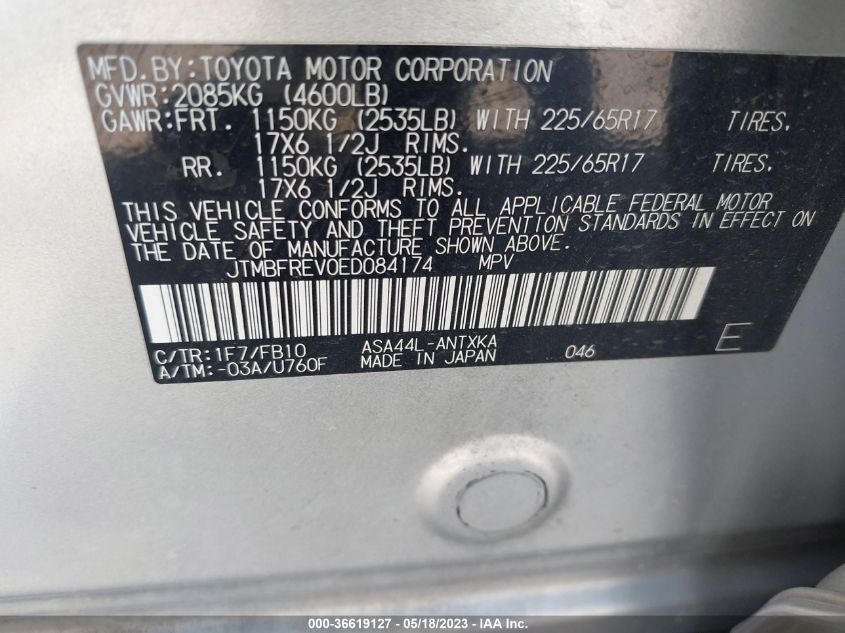 MFD.BY:TOYOTA MOTOR CORPORATION
GVWR:2085KG (4600LB)
GAWR:FRT. 1150KG (2535LB) WITH 225/65R17 TIRES.
17X6 1/2J RIMS.
RR. 1150KG (2535LB) WITH 225/65R17 TIRES.
17X6 1/2J RIMS.
THIS VEHICLE CONFORMS TO ALL APPLICABLE FEDERAL MOTOR
VEHICLE SAFETY AND THEFT PREVENTION STANDARDS IN EFFECT ON
THE DATE OF MANUFACTURE SHOWN ABOVE.
JTMBFREV0ED084174 MPV
C/TR:1F7/FB10 ASA44L-ANTXKA
A/TM:-03A/U760F MADE IN JAPAN 046 E
000-36619127 - 05/18/2023 - IAA Inc.